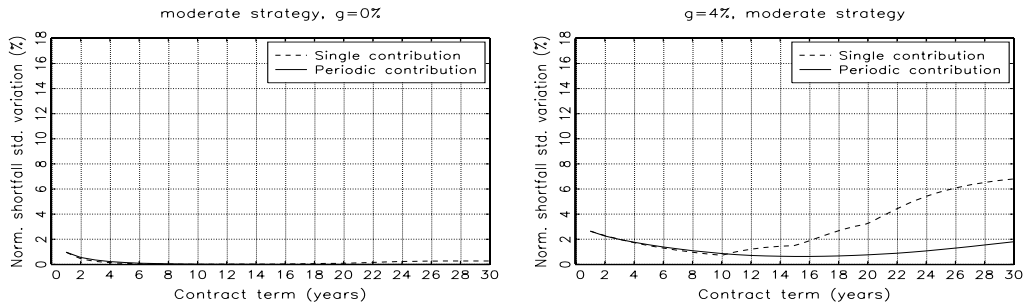 moderate strategy, g=0%
Norm. shortfall std. variation (%)
18
16
14
12
10
8
6
4
2
0
Single contribution
Periodic contribution
0 2 4 6 8 10 12 14 16 18 20 22 24 26 28 30
Contract term (years)
g=4%, moderate strategy
Norm. shortfall std. variation (%)
18
16
14
12
10
8
6
4
2
0
Single contribution
Periodic contribution
0 2 4 6 8 10 12 14 16 18 20 22 24 26 28 30
Contract term (years)